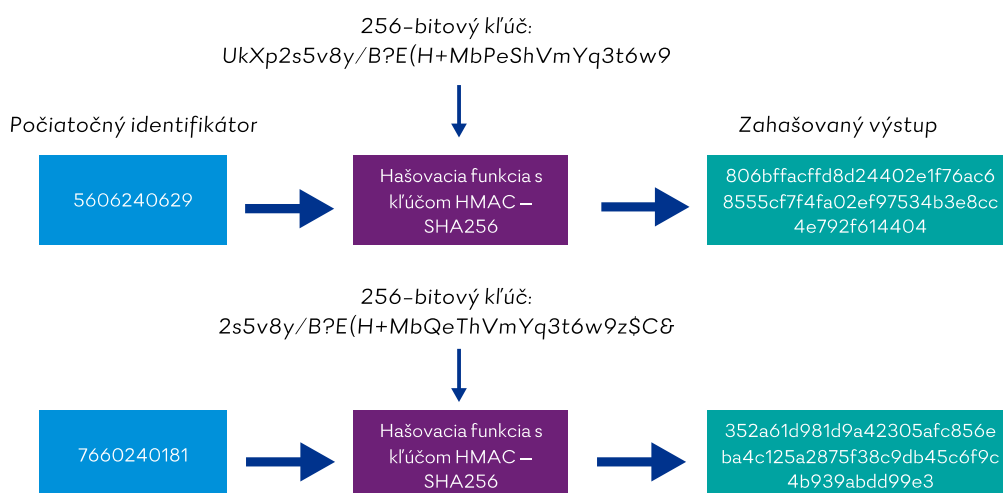 256-bitový kľúč:
UkXp2s5v8y/B?E(H+MbPeShVmYq3t6w9
Počiatočný identifikátor
Zahašovaný výstup
5606240629
Hašovacia funkcia s
kľúčom HMAC –
SHA256
806bffacffd8d24402e1f76ac6
8555cf7f4fa02ef97534b3e8cc
4e792f614404
256-bitový kľúč:
2s5v8y/B?E(H+MbQeThVmYq3t6w9z$C&
7660240181
Hašovacia funkcia s
kľúčom HMAC –
SHA256
352a61d981d9a42305afc856e
ba4c125a2875f38c9db45c6f9c
4b939abdd99e3